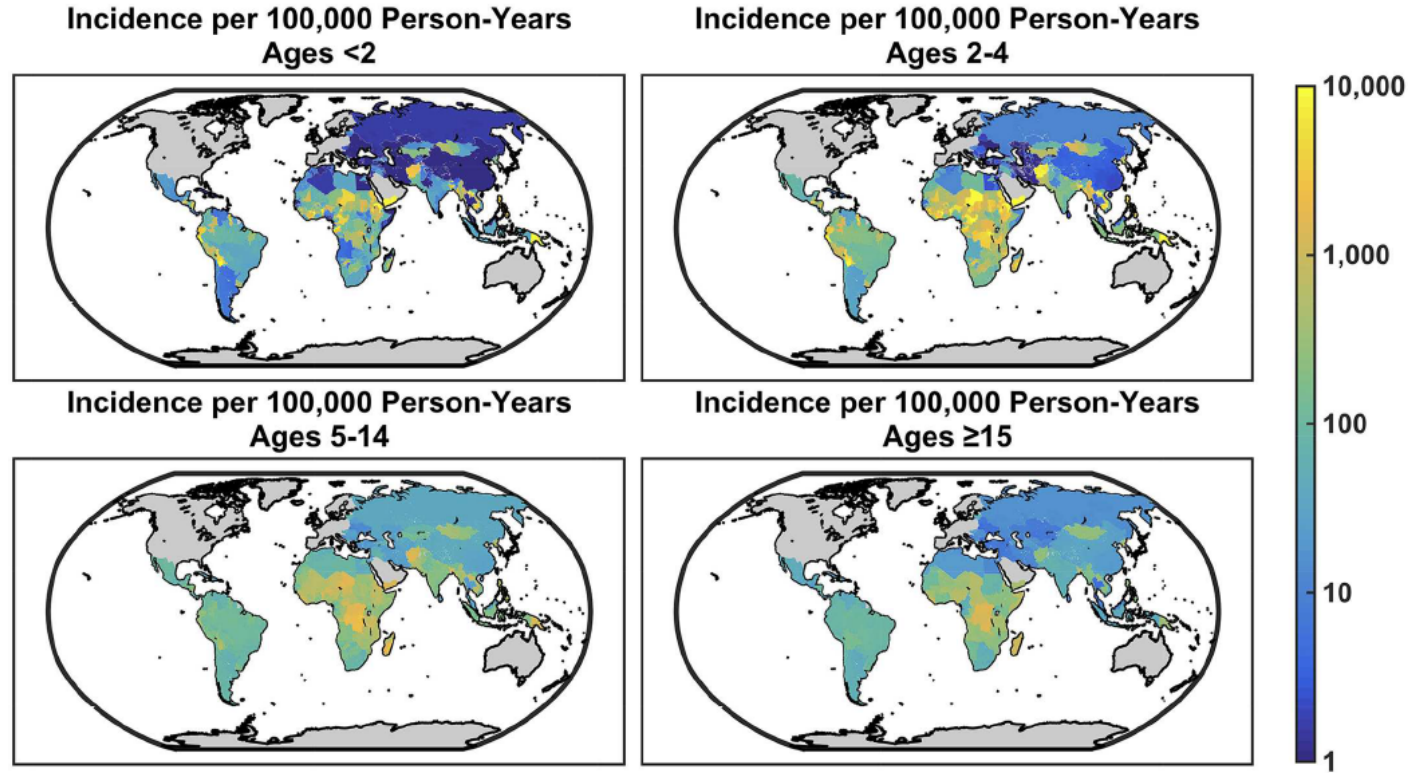 Incidence per 100,000 Person-Years
Ages <2
Incidence per 100,000 Person-Years
Ages 2-4
Incidence per 100,000 Person-Years
Ages 5-14
Incidence per 100,000 Person-Years
Ages ≥15
10,000
1,000
100
10
1